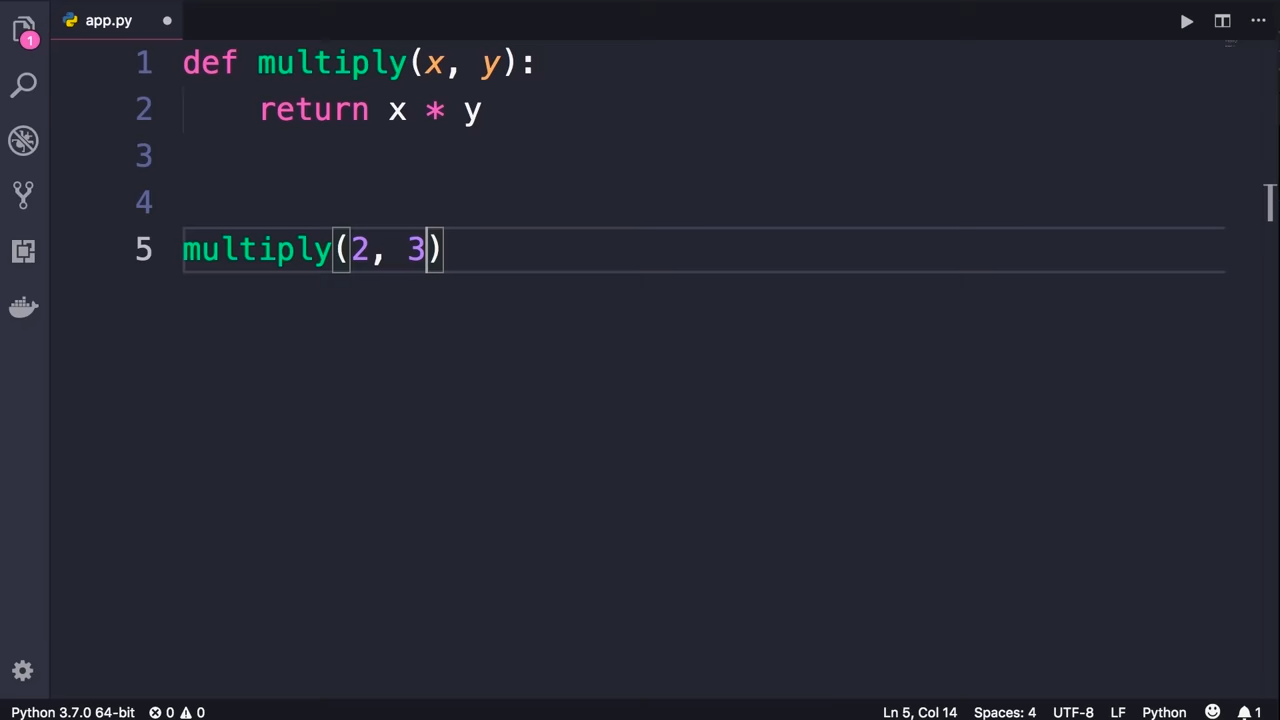 app.py
1 def multiply(x, y):
2     return x * y
3
4
5 multiply(2, 3)
1
Python 3.7.0 64-bit 0 0 Ln 5, Col 14 Spaces: 4 UTF-8 LF Python 1